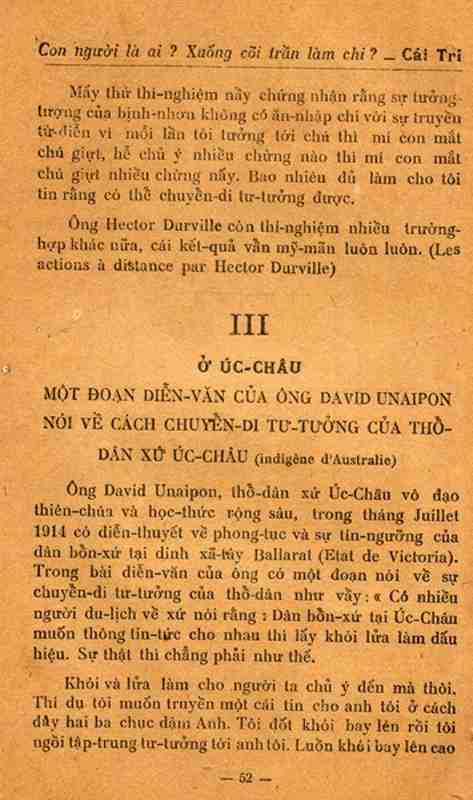 Con người là ai ? Xuống cõi trần làm chi ? — Cái Trí
Mấy thứ thí-nghiệm nầy chứng nhận rằng sự tưởng-
tượng của bịnh-nhơn không có ăn-nhập chi với sự truyền
từ-điển vì mỗi lần tôi tưởng tới chú thì mí con mắt
chú giựt, hễ chú ý nhiều chừng nào thì mí con mắt
chú giựt nhiều chừng nấy. Bao nhiêu đủ làm cho tôi
tin rằng có thể chuyền-di tư-tưởng được.
Ông Hector Durville còn thí-nghiệm nhiều trường-
hợp khác nữa, cái kết-quả vẫn mỹ-mãn luôn luôn. (Les
actions à distance par Hector Durville)
III
Ở ÚC-CHÂU
MỘT ĐOẠN DIỄN-VĂN CỦA ÔNG DAVID UNAIPON
NÓI VỀ CÁCH CHUYỀN-DI TƯ-TƯỞNG CỦA THỔ-
DÂN XỨ ÚC-CHÂU (indigène d'Australie)
Ông David Unaipon, thổ-dân xứ Úc-Châu vô đạo
thiên-chúa và học-thức rộng sâu, trong tháng Juillet
1914 có diễn-thuyết về phong-tục và sự tín-ngưỡng của
dân bổn-xứ tại dinh xã-tây Ballarat (Etat de Victoria).
Trong bài diễn-văn của ông có một đoạn nói về sự
chuyền-di tư-tưởng của thổ-dân như vầy : « Có nhiều
người du-lịch về xứ nói rằng : Dân bổn-xứ tại Úc-Châu
muốn thông tin-tức cho nhau thì lấy khói lửa làm dấu
hiệu. Sự thật thì chẳng phải như thế.
Khói và lửa làm cho người ta chủ ý đến mà thôi.
Thí dụ tôi muốn truyền một cái tin cho anh tôi ở cách
đây hai ba chục dặm Anh. Tôi đốt khói bay lên rồi tôi
ngồi tập-trung tư-tưởng tới anh tôi. Luồn khói bay lên cao
— 52 —